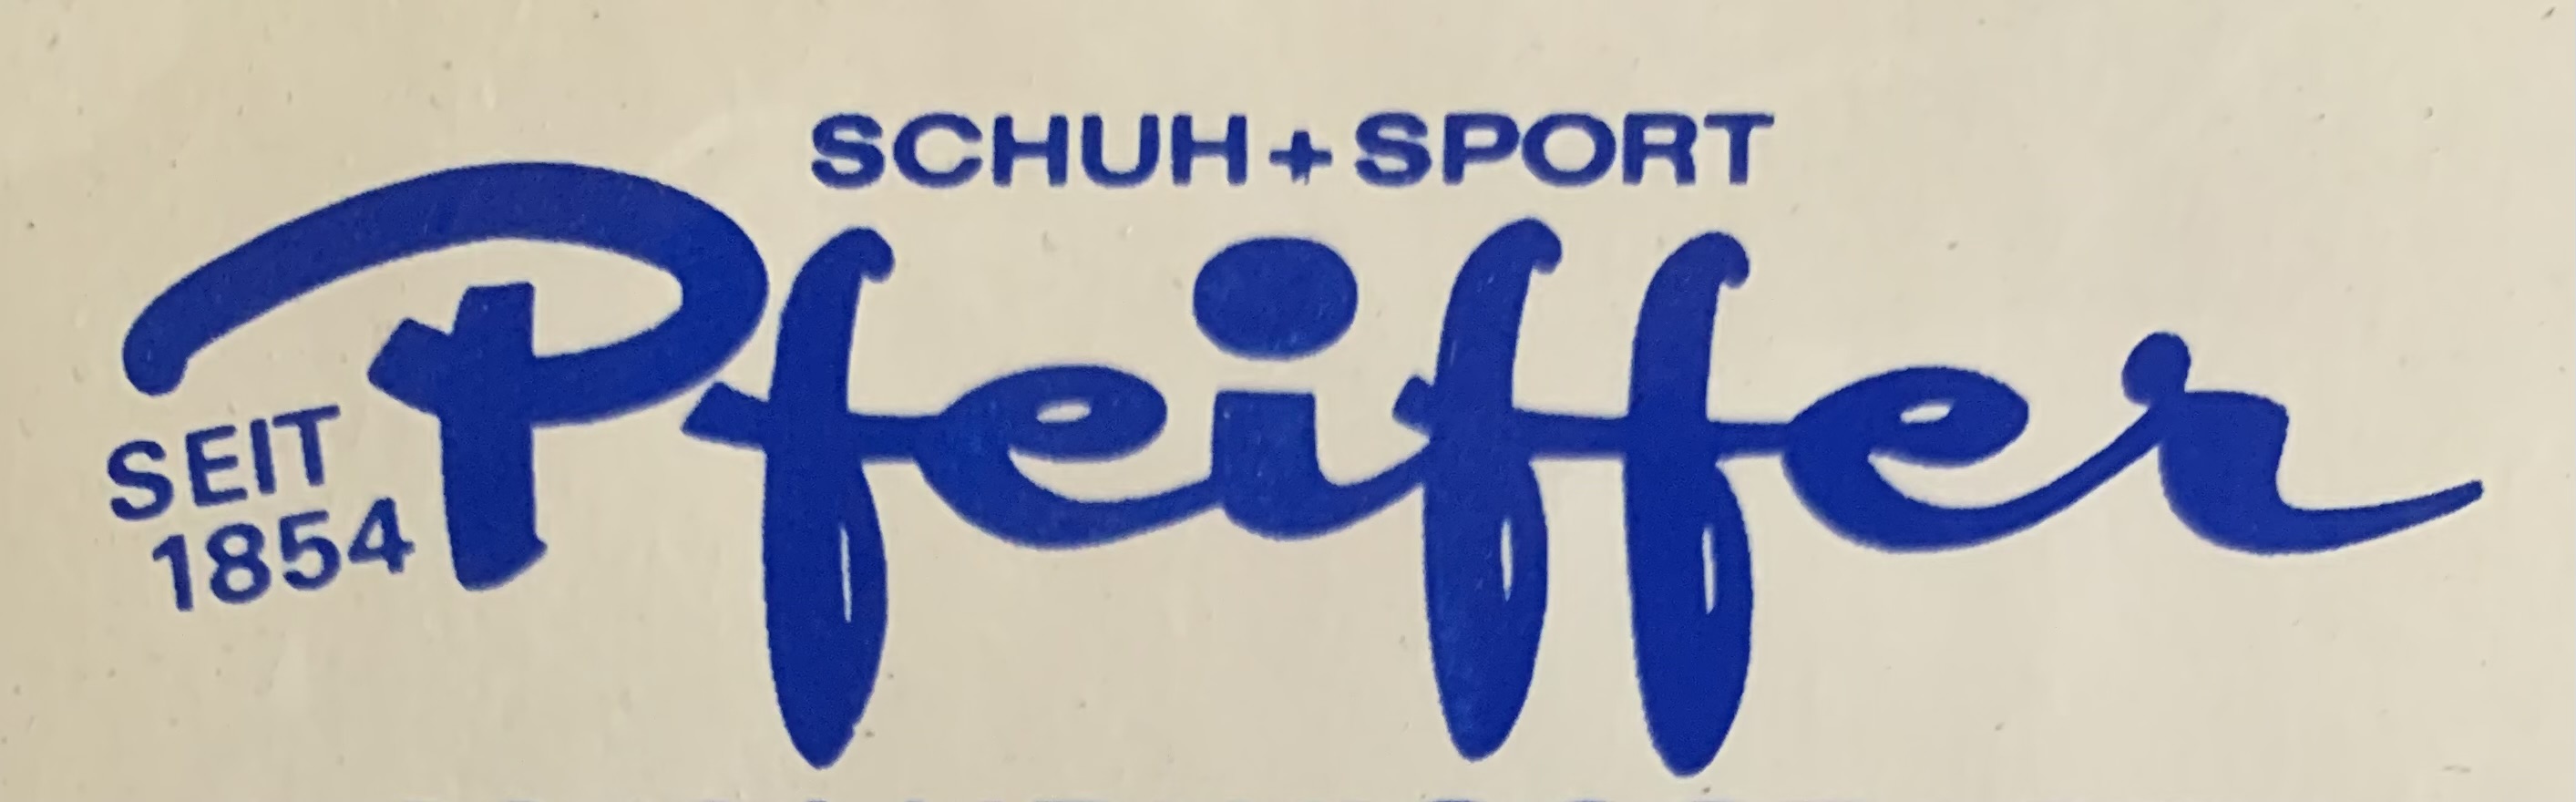 SCHUH+SPORT
Pfeiffer
SEIT
1854